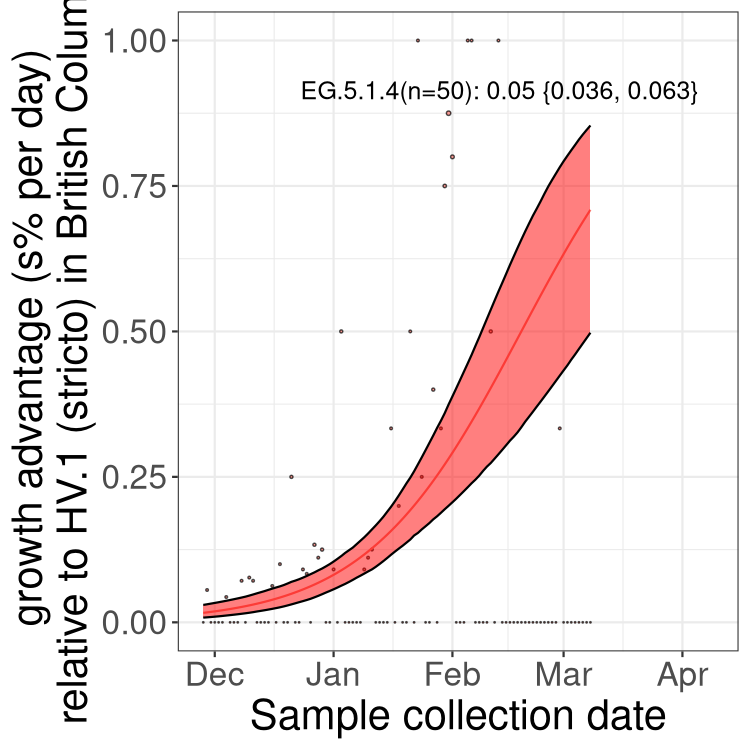 growth advantage (s% per day)
relative to HV.1 (stricto) in British Colum
1.00
0.75
0.50
0.25
0.00
EG.5.1.4(n=50): 0.05 {0.036, 0.063}
Dec Jan Feb Mar Apr
Sample collection date